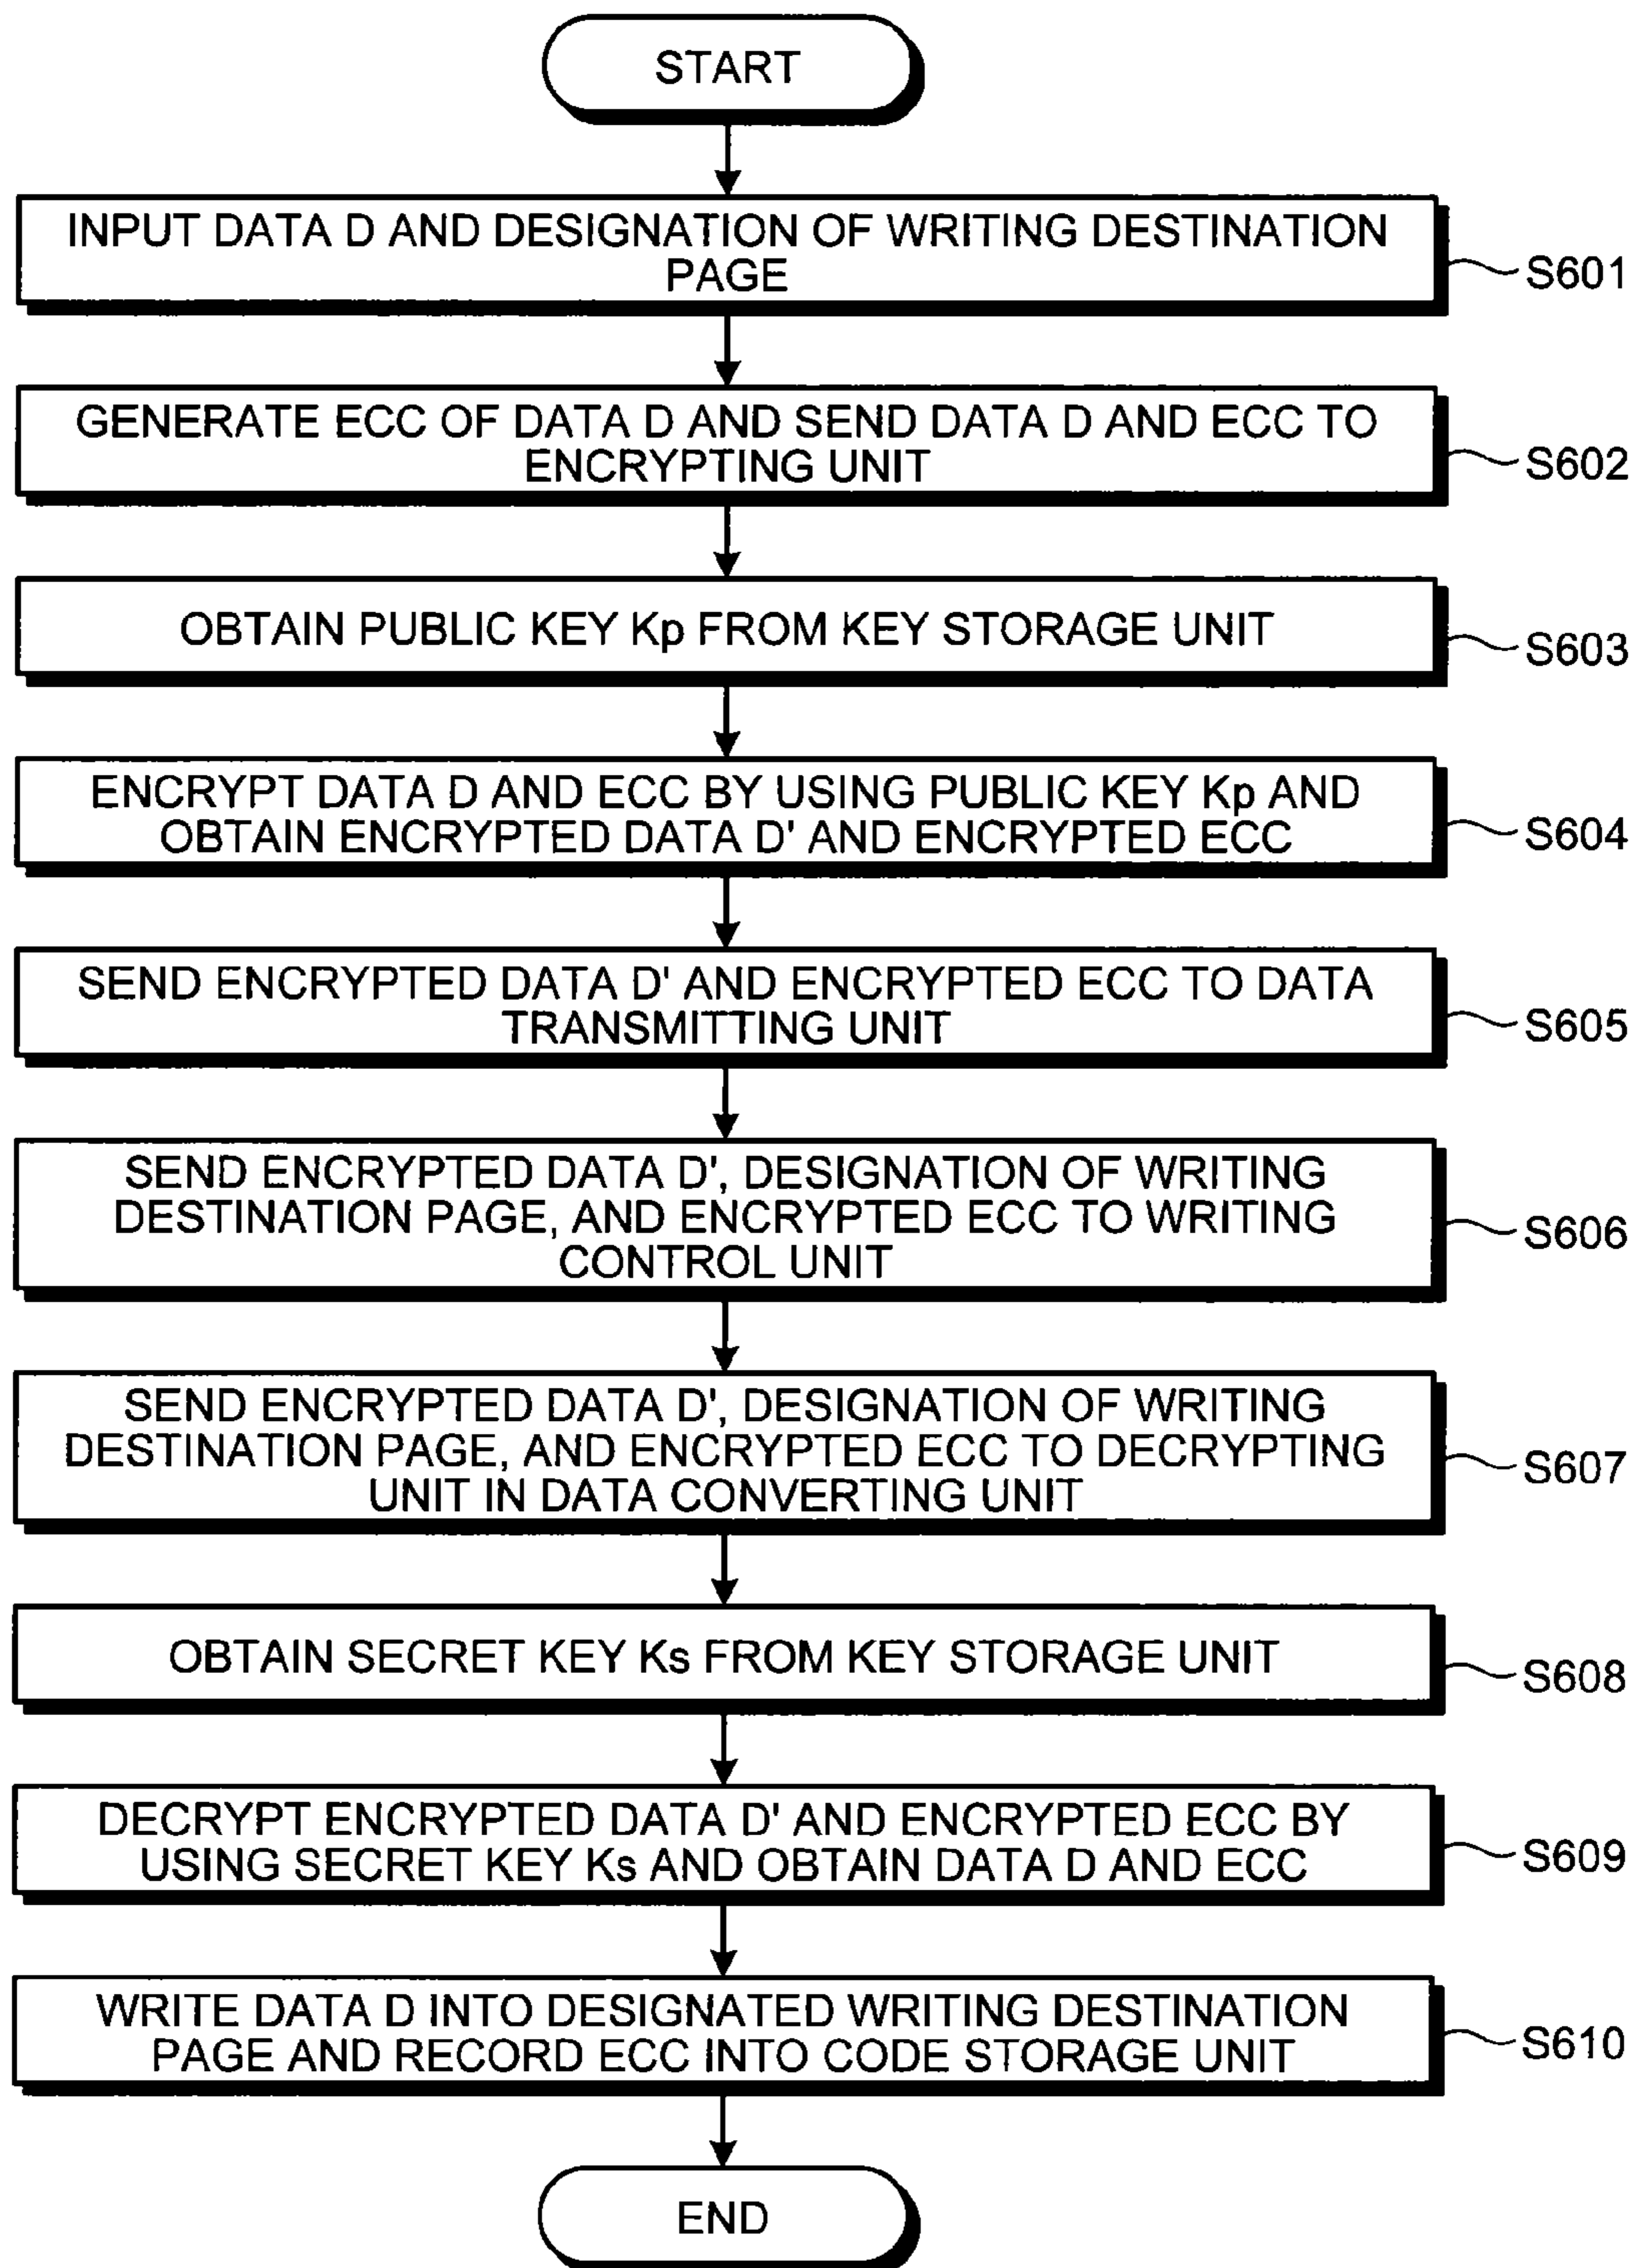 START
INPUT DATA D AND DESIGNATION OF WRITING DESTINATION
PAGE
S601
GENERATE ECC OF DATA D AND SEND DATA D AND ECC TO
ENCRYPTING UNIT
S602
OBTAIN PUBLIC KEY Kp FROM KEY STORAGE UNIT
S603
ENCRYPT DATA D AND ECC BY USING PUBLIC KEY Kp AND
OBTAIN ENCRYPTED DATA D' AND ENCRYPTED ECC
S604
SEND ENCRYPTED DATA D' AND ENCRYPTED ECC TO DATA
TRANSMITTING UNIT
S605
SEND ENCRYPTED DATA D', DESIGNATION OF WRITING
DESTINATION PAGE, AND ENCRYPTED ECC TO WRITING
CONTROL UNIT
S606
SEND ENCRYPTED DATA D', DESIGNATION OF WRITING
DESTINATION PAGE, AND ENCRYPTED ECC TO DECRYPTING
UNIT IN DATA CONVERTING UNIT
S607
OBTAIN SECRET KEY Ks FROM KEY STORAGE UNIT
S608
DECRYPT ENCRYPTED DATA D' AND ENCRYPTED ECC BY
USING SECRET KEY Ks AND OBTAIN DATA D AND ECC
S609
WRITE DATA D INTO DESIGNATED WRITING DESTINATION
PAGE AND RECORD ECC INTO CODE STORAGE UNIT
S610
END